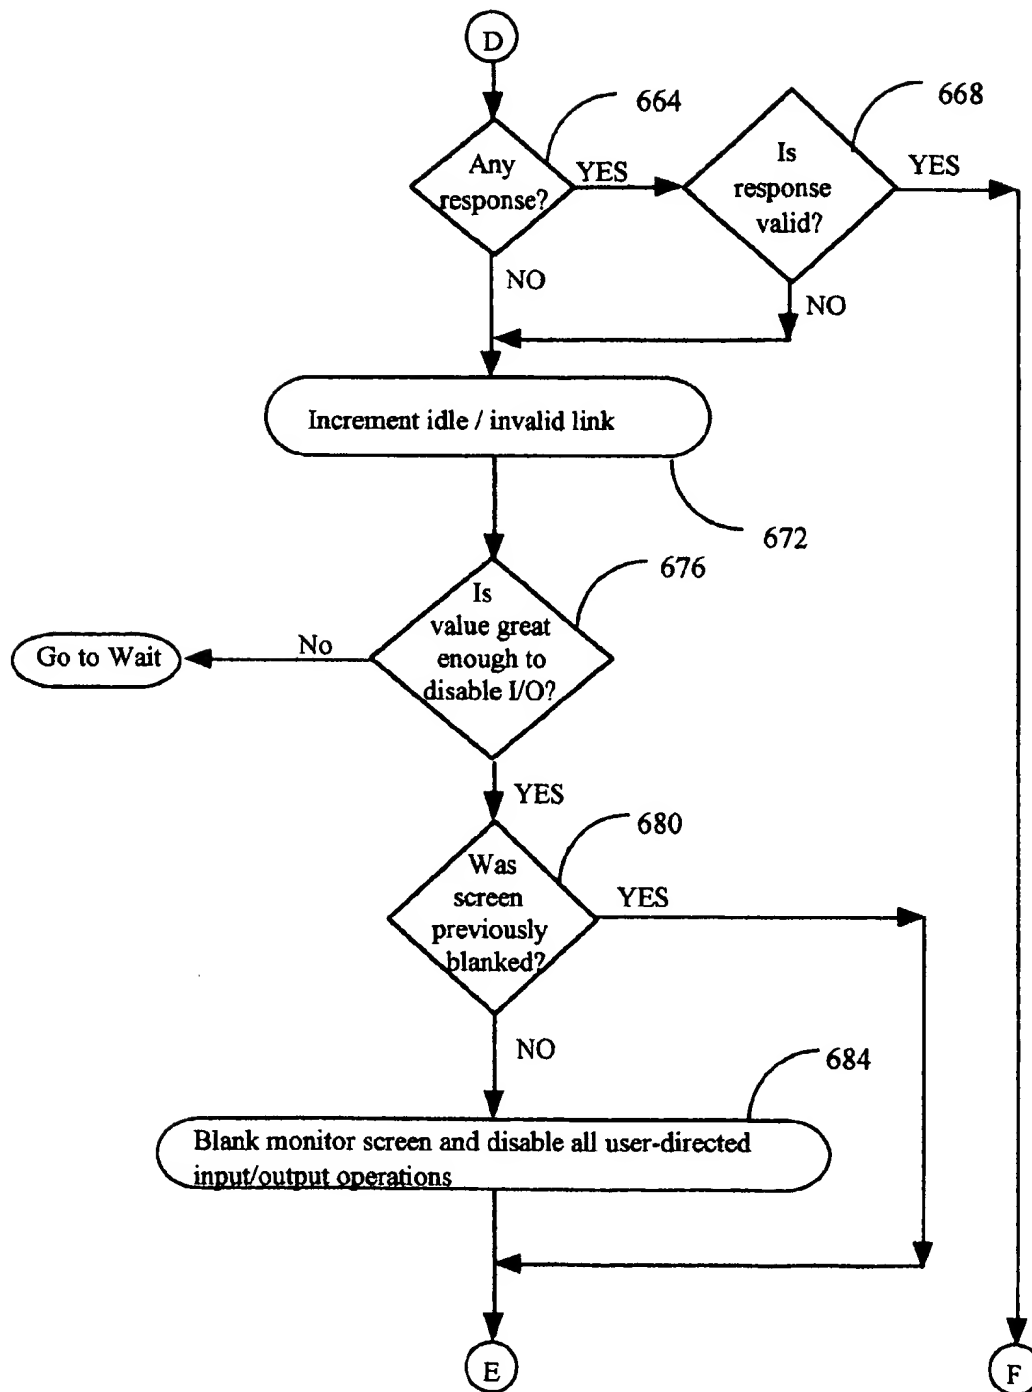 D
664
668
Any
response?
YES
Is
response
valid?
YES
NO
NO
Increment idle / invalid link
672
676
Is
value great
enough to
disable I/O?
No
Go to Wait
YES
680
Was
screen
previously
blanked?
YES
NO
684
Blank monitor screen and disable all user-directed
input/output operations
E
F